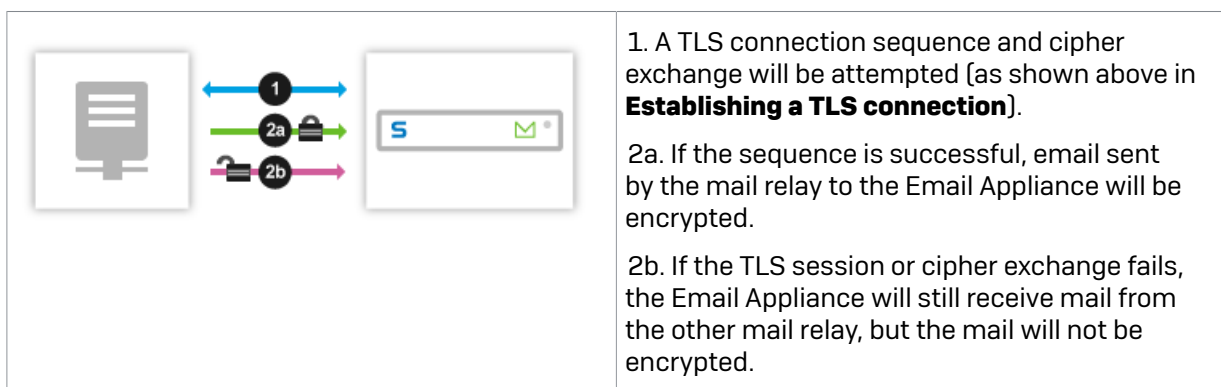 1
2a
2b
S
1. A TLS connection sequence and cipher
exchange will be attempted (as shown above in
Establishing a TLS connection).
2a. If the sequence is successful, email sent
by the mail relay to the Email Appliance will be
encrypted.
2b. If the TLS session or cipher exchange fails,
the Email Appliance will still receive mail from
the other mail relay, but the mail will not be
encrypted.